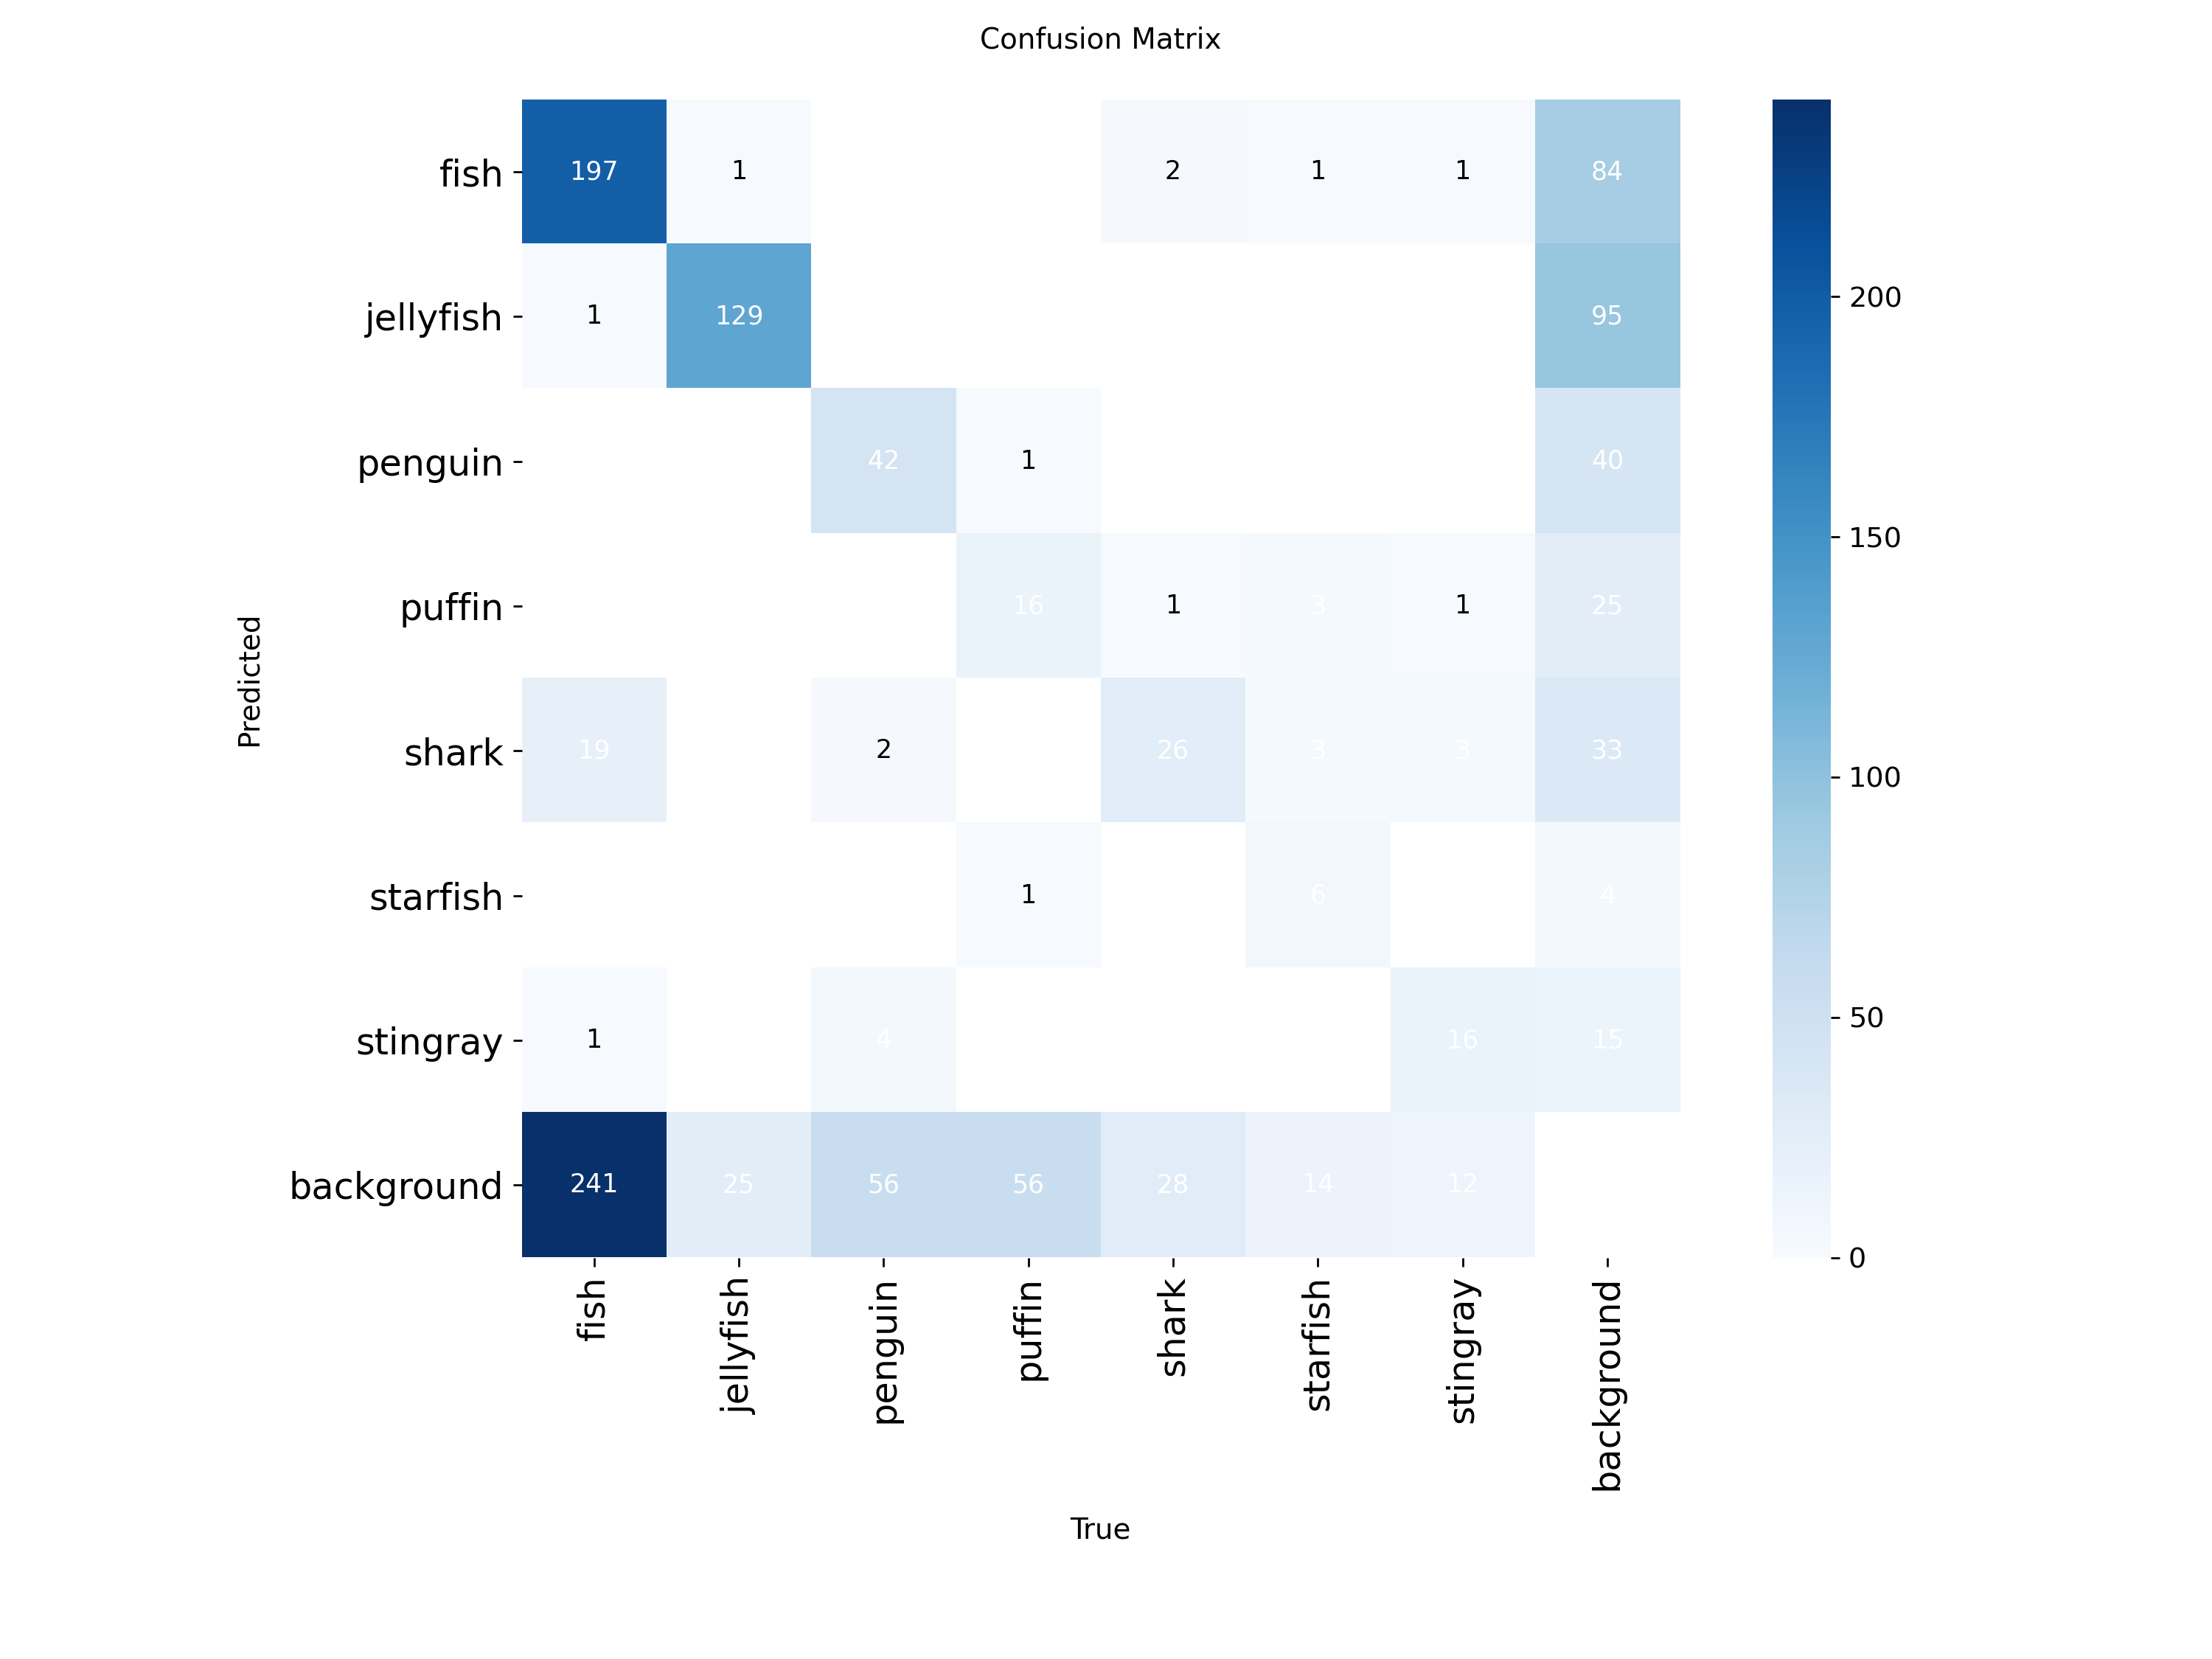 Confusion Matrix
fish 197 1 2 1 1 84
jellyfish 1 129 95
penguin 42 1 40
puffin 16 1 3 1 25
shark 19 2 26 3 3 33
starfish 1 6 4
stingray 1 4 16 15
background 241 25 56 56 28 14 12
fish jellyfish penguin puffin shark starfish stingray background
True
Predicted
200
150
100
50
0